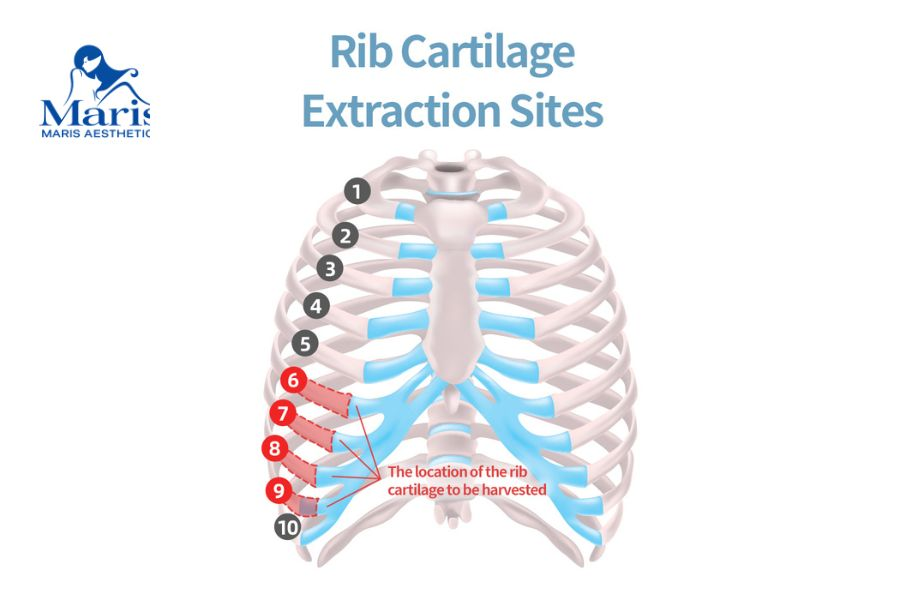 Rib Cartilage
Extraction Sites
Maris
MARIS AESTHETIC
1
2
3
4
5
6
7
8
9
10
The location of the rib
cartilage to be harvested